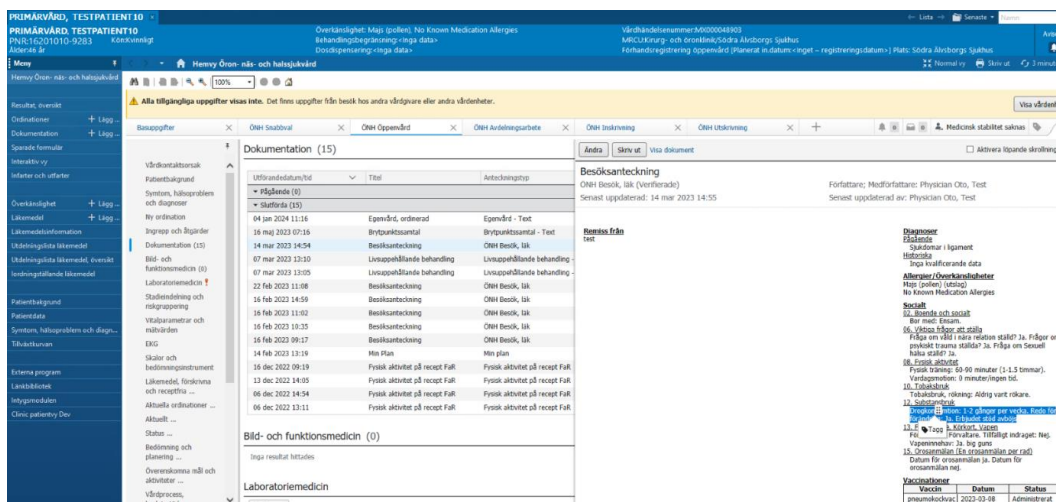 PRIMÄRVÅRD, TESTPATIENT10
Lista
Senaste
Namn
PRIMÄRVÅRD, TESTPATIENT10
PNR:16201010-9283 Kön:Kvinnligt
Ålder:46 år
Överkänslighet: Majs (pollen), No Known Medication Allergies
Behandlingsbegränsning:<Inga data>
Dosdispensering:<Inga data>
Vårdhändelsenummer:MX000048903
MRCU:Kirurg- och öronklinik/Södra Älvsborgs Sjukhus
Förhandsregistrering öppenvård [Planerat in.datum:<inget – registreringsdatum>] Plats: Södra Älvsborgs Sjukhus
Meny
Hemvy Öron- näs- och halssjukvård
Normal vy
Skriv ut
3 minut
Hemvy Öron- näs- och halssjukvård
Resultat, översikt
Ordinationer + Lägg ...
Dokumentation + Lägg ...
Sparade formulär
Interaktiv vy
Infarter och utfarter
Överkänslighet + Lägg ...
Läkemedel + Lägg ...
Läkemedelsinformation
Utdelningslista läkemedel
Utdelningslista läkemedel, översikt
Iordningställande läkemedel
Patientbakgrund
Patientdata
Symtom, hälsoproblem och diagn...
Tillväxtkurvan
Externa program
Länkbibliotek
Intygsmodulen
Clinic patientvy Dev
100%
Alla tillgängliga uppgifter visas inte. Det finns uppgifter från besök hos andra vårdgivare eller andra vårdenheter.
Visa vårdenh
Basuppgifter
ÖNH Snabbval
ÖNH Öppenvård
ÖNH Avdelningsarbete
ÖNH Inskrivning
ÖNH Utskrivning
Medicinsk stabilitet saknas
Vårdkontaktsorsak
Patientbakgrund
Symtom, hälsoproblem
och diagnoser
Ny ordination
Ingrepp och åtgärder
Dokumentation (15)
Bild- och
funktionsmedicin (0)
Laboratoriemedicin
Stadieindelning och
riskgruppering
Vitalparametrar och
mätvärden
EKG
Skalor och
bedömningsinstrument
Läkemedel, förskrivna
och receptfria ...
Aktuella ordinationer ...
Aktuellt ...
Status ...
Bedömning och
planering ...
Överenskomna mål och
aktiviteter ...
Vårdprocess,
Dokumentation (15)
Utförandedatum/tid Titel Anteckningstyp
Pågående (0)
Slutförda (15)
04 jan 2024 11:16 Egenvård, ordinerad Egenvård - Text
16 maj 2023 07:16 Brytpunktssamtal Brytpunktssamtal - Text
14 mar 2023 14:54 Besöksanteckning ÖNH Besök, läk
07 mar 2023 13:10 Livsuppehållande behandling Livsuppehållande behandling -
07 mar 2023 13:05 Livsuppehållande behandling Livsuppehållande behandling -
22 feb 2023 11:08 Besöksanteckning ÖNH Besök, läk
16 feb 2023 14:59 Besöksanteckning ÖNH Besök, läk
16 feb 2023 11:02 Besöksanteckning ÖNH Besök, läk
16 feb 2023 10:35 Besöksanteckning ÖNH Besök, läk
16 feb 2023 09:17 Besöksanteckning ÖNH Besök, läk
14 feb 2023 13:19 Min Plan Min plan
16 dec 2022 09:19 Fysisk aktivitet på recept FaR Fysisk aktivitet på recept FaR
13 dec 2022 14:05 Fysisk aktivitet på recept FaR Fysisk aktivitet på recept FaR
06 dec 2022 14:54 Fysisk aktivitet på recept FaR Fysisk aktivitet på recept FaR
06 dec 2022 13:11 Fysisk aktivitet på recept FaR Fysisk aktivitet på recept FaR
Bild- och funktionsmedicin (0)
Inga resultat hittades
Laboratoriemedicin
Ändra
Skriv ut
Visa dokument
Aktivera löpande skrollning
Besöksanteckning
ÖNH Besök, läk (Verifierade)
Senast uppdaterad: 14 mar 2023 14:55
Författare; Medförfattare: Physician Oto, Test
Senast uppdaterad av: Physician Oto, Test
Remiss från
test
Diagnoser
Pågående
Sjukdomar i ligament
Historiska
Inga kvalificerande data
Allergier/Överkänsligheter
Majs (pollen) (utslag)
No Known Medication Allergies
Socialt
02. Boende och socialt
Bor med: Ensam.
06. Viktiga frågor att ställa
Fråga om våld i nära relation ställd? Ja. Frågor om
psykiskt trauma ställda? Ja. Fråga om Sexuell
hälsa ställd? Ja.
08. Fysisk aktivitet
Fysisk träning: 60-90 minuter (1-1.5 timmar).
Vardagsmotion: 0 minuter/ingen tid.
10. Tobaksbruk
Tobaksbruk, rökning: Aldrig varit rökare.
12. Substansbruk
1-2 gånger per vecka. Redo för
Ja. Erbjudet stöd avböjs
Tagg
Körkort, Vapen
Förvaltare. Tillfälligt indraget: Nej.
Vapeninnehav: Ja. big guns
15. Orosanmälan (En orosanmälan per rad)
Datum för orosanmälan ja. Datum för
orosanmälan nej.
Vaccinationer
Vaccin Datum Status
pneumokockvac 2023-03-08 Administrerat